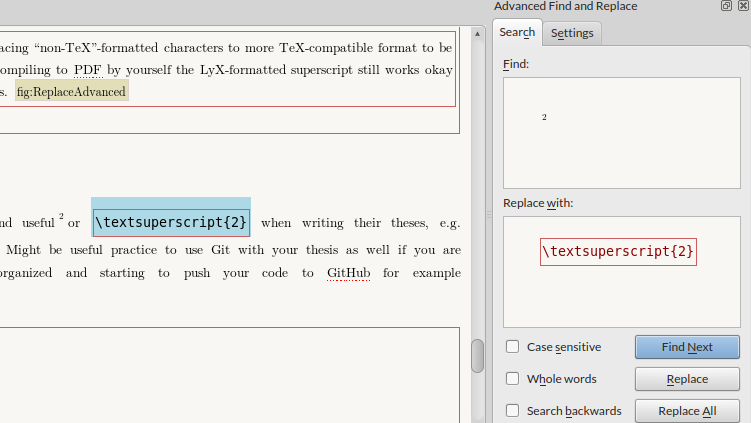 Advanced Find and Replace
acing “non-TeX”-formatted characters to more TeX-compatible format to be
ompiling to PDF by yourself the LyX-formatted superscript still works okay
s. fig:ReplaceAdvanced
nd useful 2 or \textsuperscript{2} when writing their theses, e.g.
Might be useful practice to use Git with your thesis as well if you are
organized and starting to push your code to GitHub for example
Search Settings
Find:
2
Replace with:
\textsuperscript{2}
Case sensitive Find Next
Whole words Replace
Search backwards Replace All